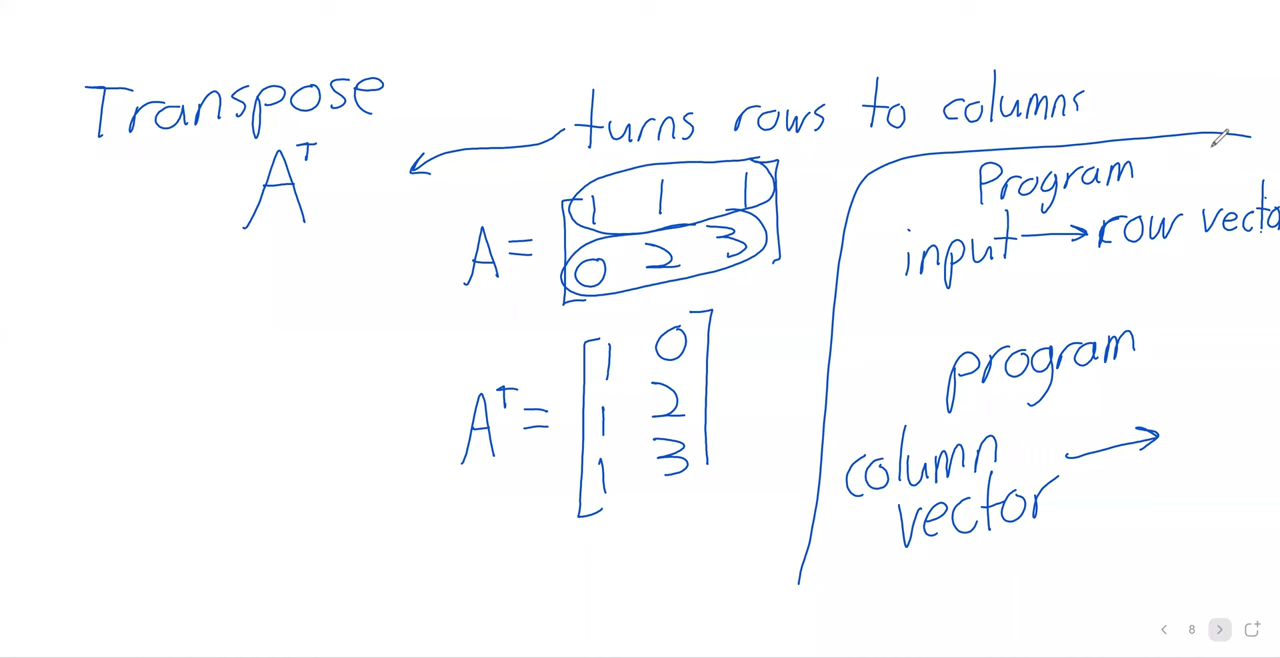 Transpose
A^T
turns rows to columns
A = [1 1 1
0 2 3]
A^T = [1 0
1 2
1 3]
Program
input → row vecto
program
column →
vector
8